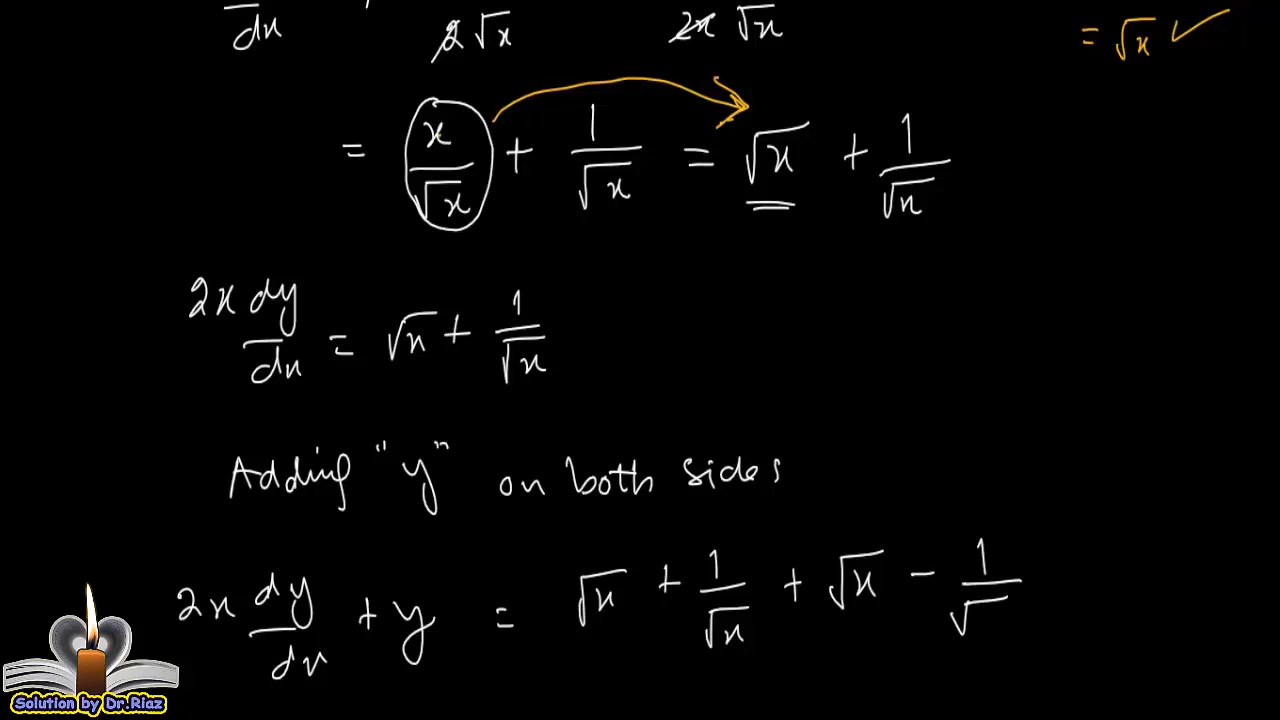 dx 2√x 2x √x = √x ✓
= x/√x + 1/√x = √x + 1/√x
2x dy/dx = √x + 1/√x
Adding "y" on both sides
2x dy/dx + y = √x + 1/√x + √x - 1/√
Solution by Dr.Riaz